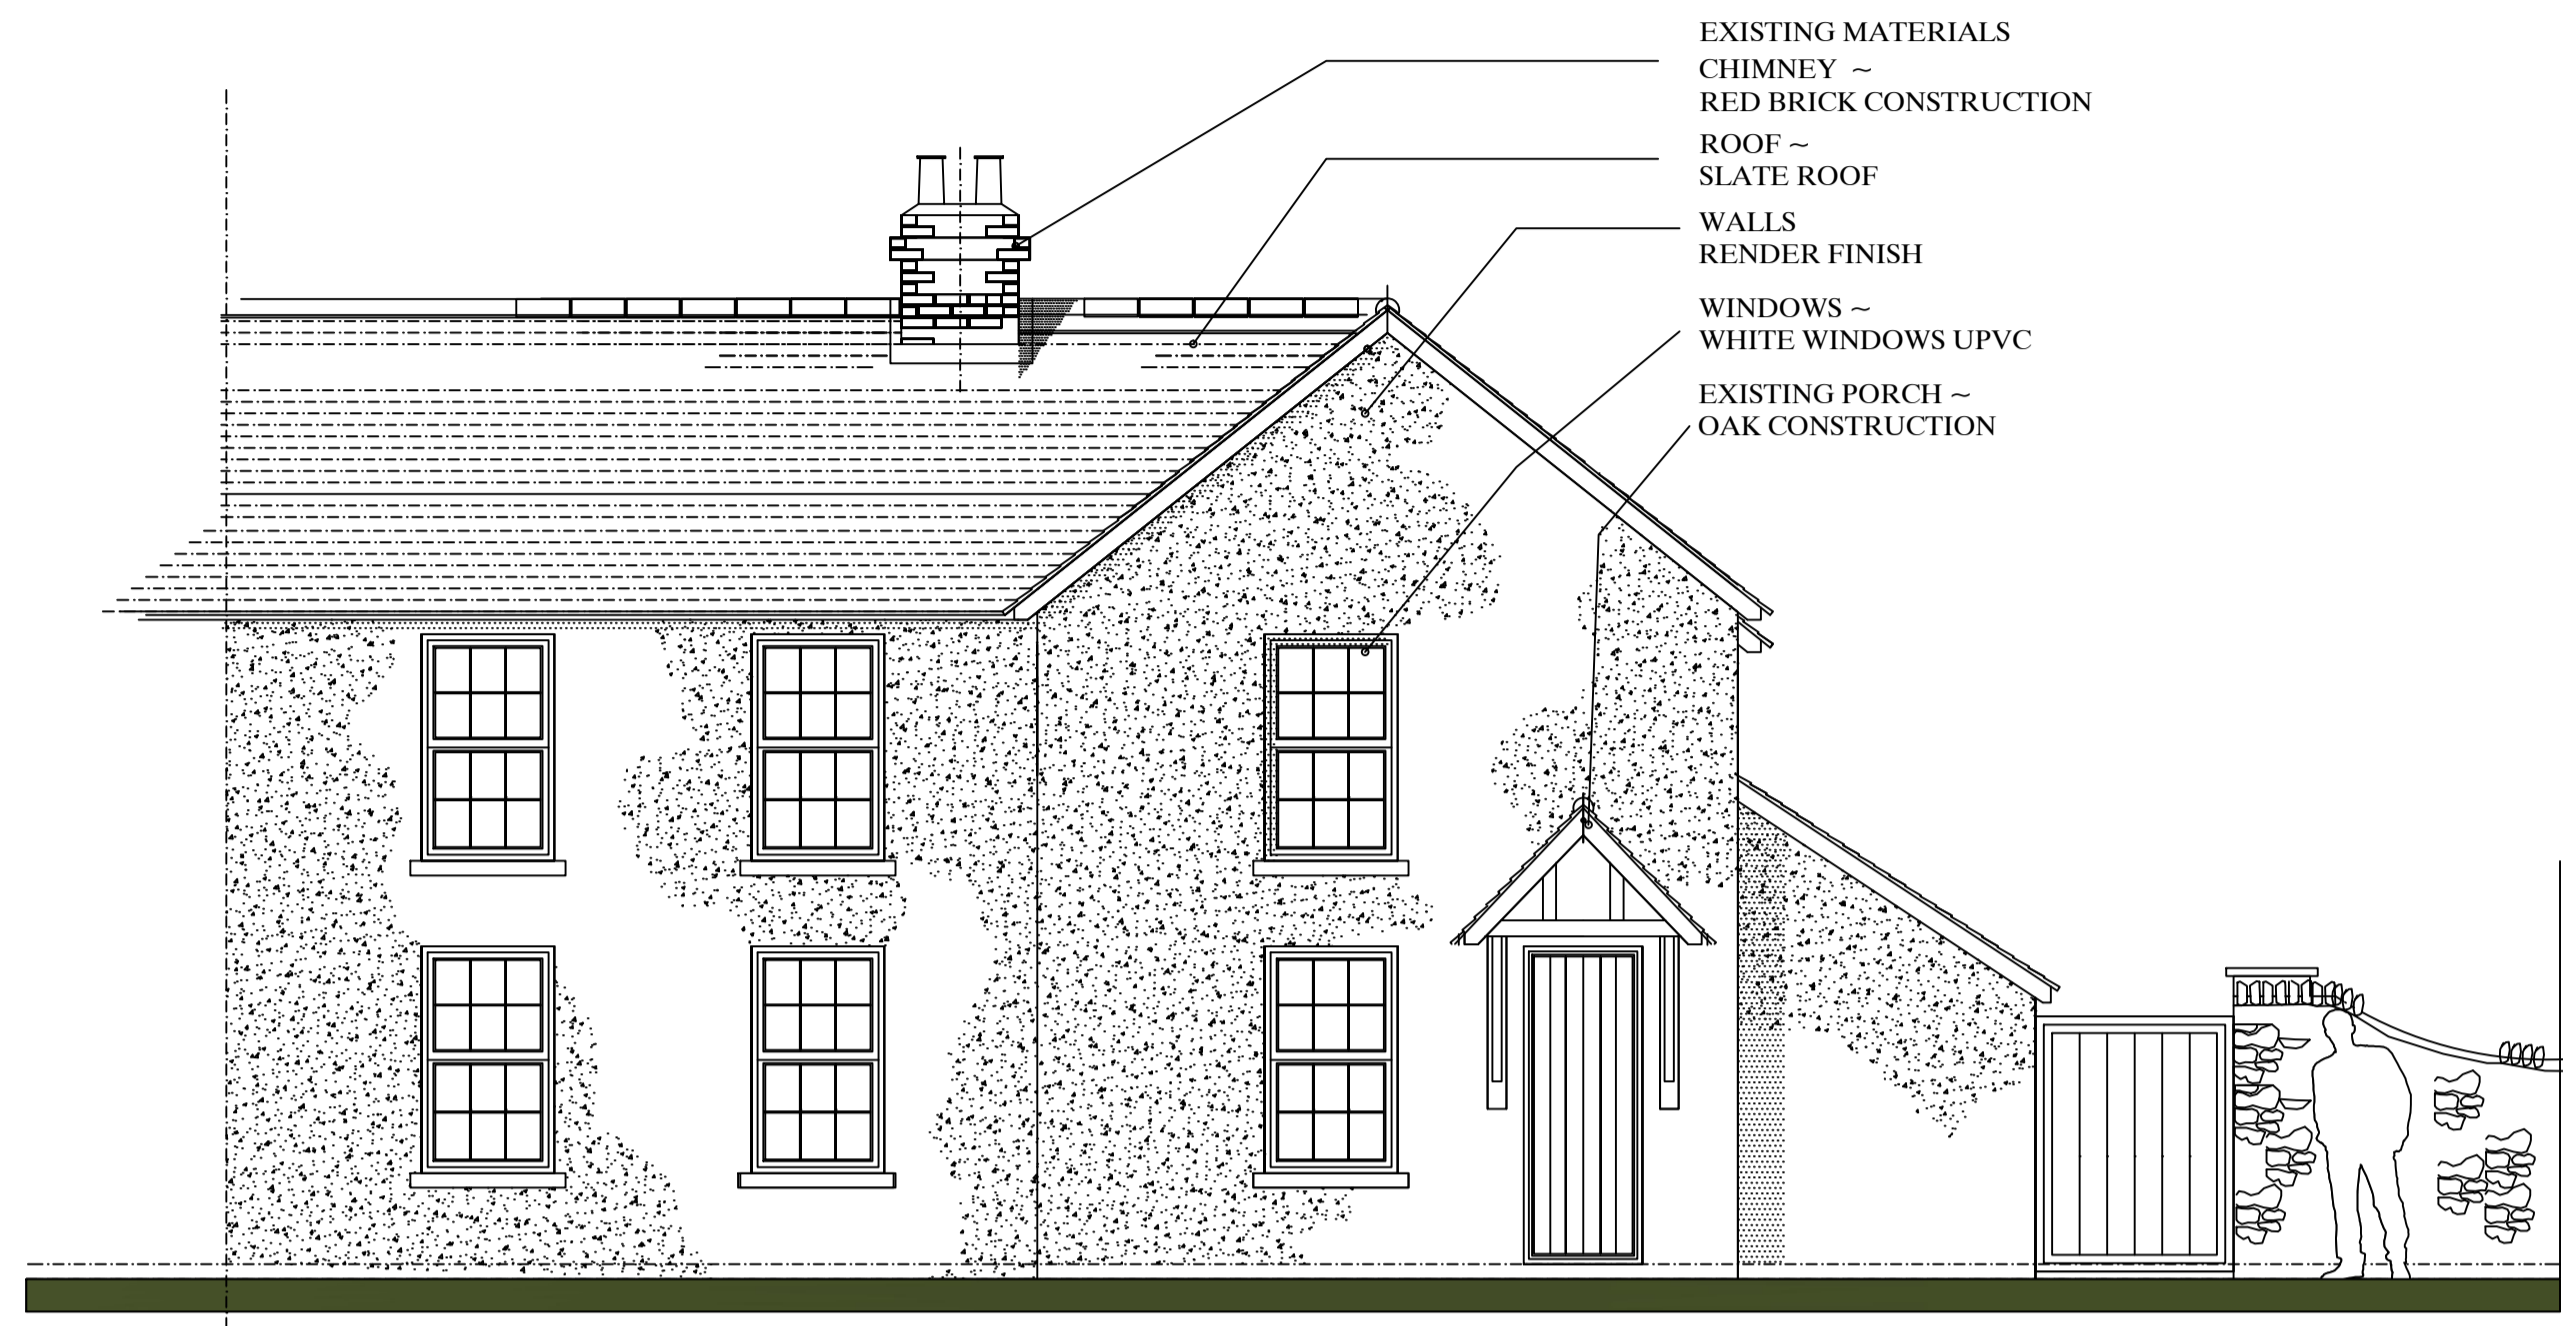 EXISTING MATERIALS
CHIMNEY ~
RED BRICK CONSTRUCTION
ROOF ~
SLATE ROOF
WALLS
RENDER FINISH
WINDOWS ~
WHITE WINDOWS UPVC
EXISTING PORCH ~
OAK CONSTRUCTION